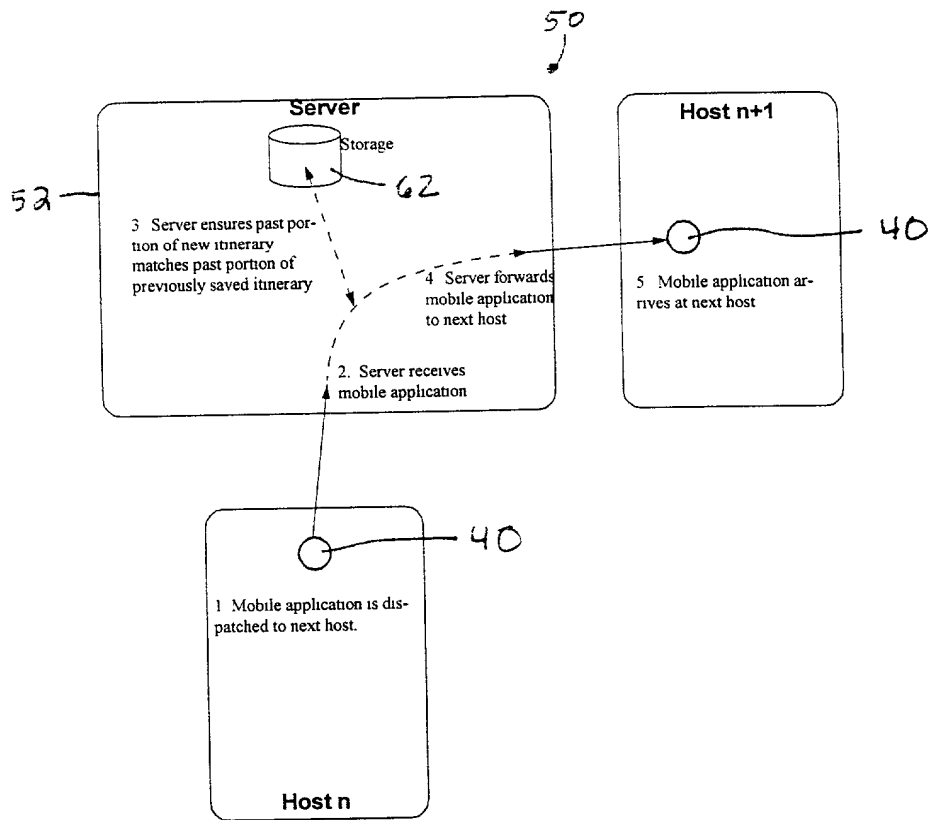 50
Server
Host n+1
Storage
52
62
40
3 Server ensures past por-
tion of new itinerary
matches past portion of
previously saved itinerary
4 Server forwards
mobile application
to next host
5 Mobile application ar-
rives at next host
2. Server receives
mobile application
40
1 Mobile application is dis-
patched to next host.
Host n